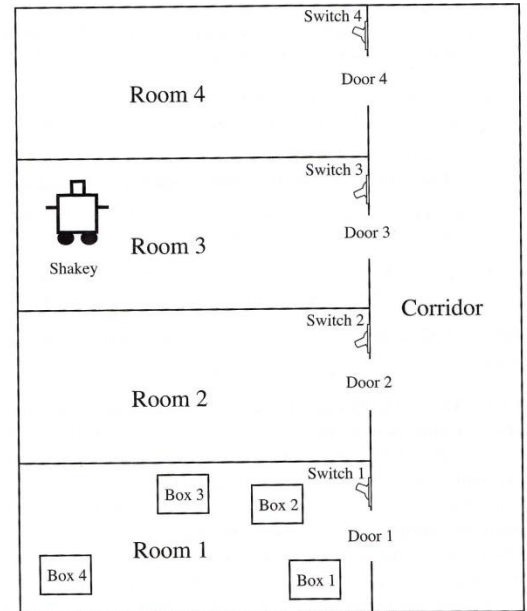 Switch 4
Door 4
Room 4
Switch 3
Door 3
Room 3
Shakey
Corridor
Switch 2
Door 2
Room 2
Switch 1
Box 3
Box 2
Door 1
Room 1
Box 4
Box 1